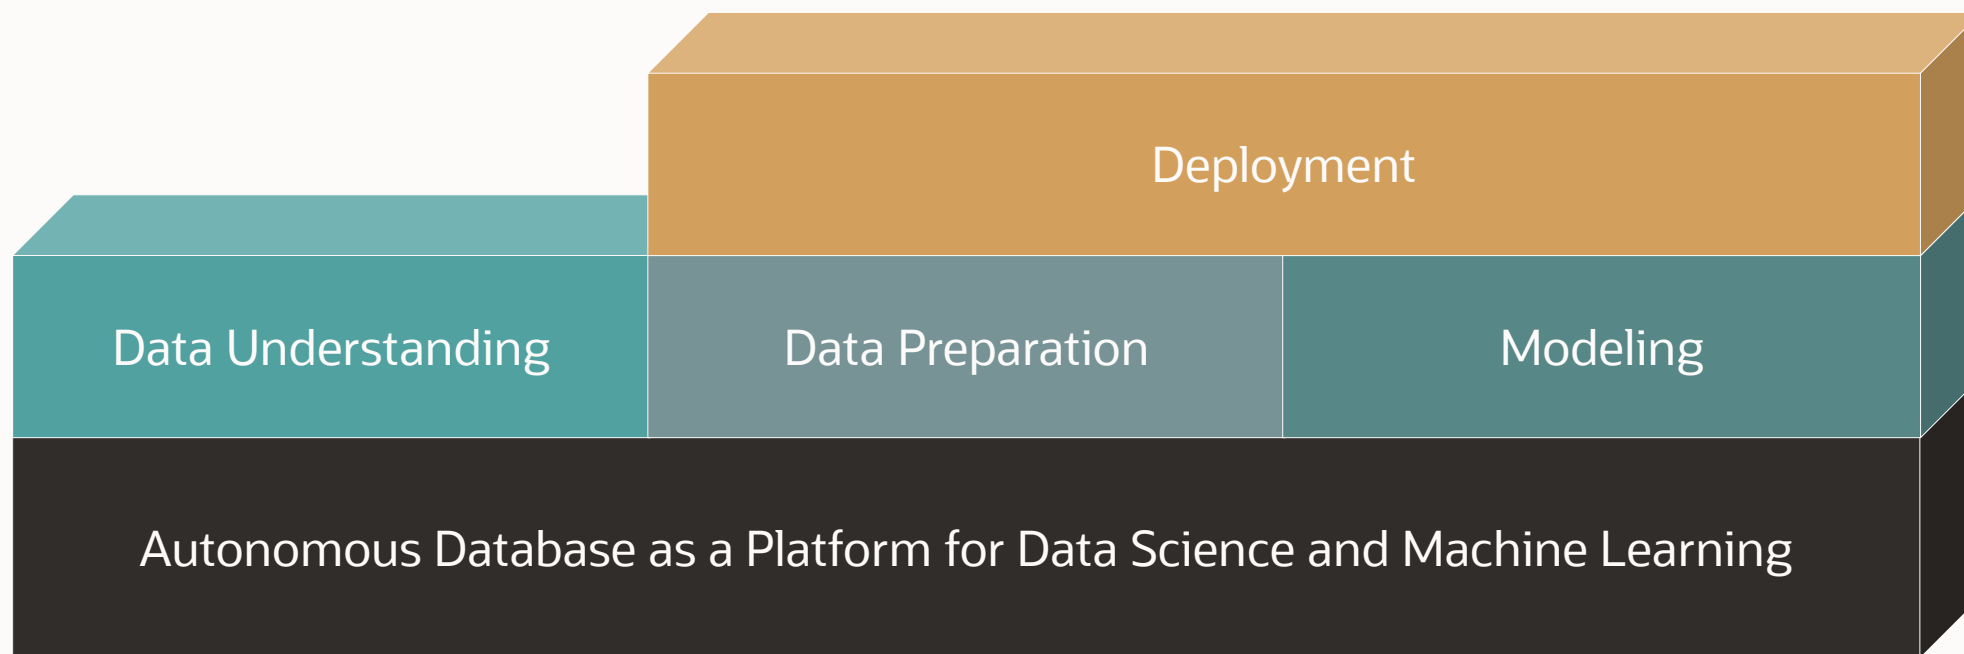 Deployment
Data Understanding
Data Preparation
Modeling
Autonomous Database as a Platform for Data Science and Machine Learning